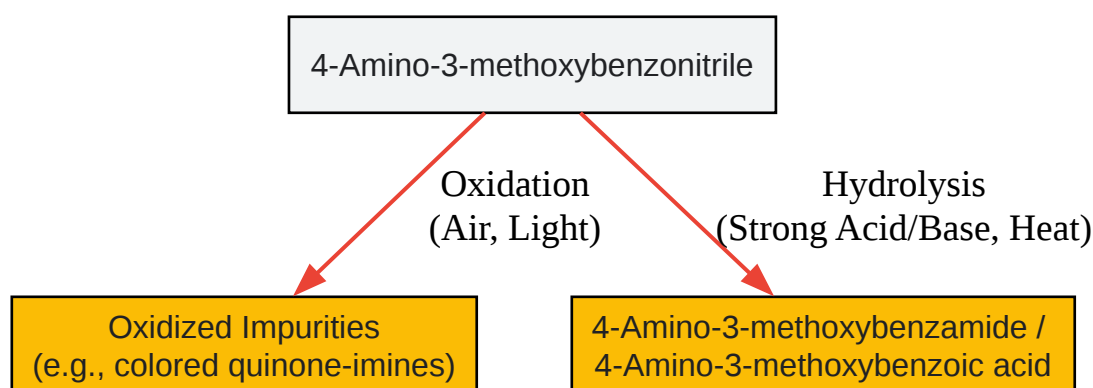 4-Amino-3-methoxybenzonitrile
Oxidation
(Air, Light)
Hydrolysis
(Strong Acid/Base, Heat)
Oxidized Impurities
(e.g., colored quinone-imines)
4-Amino-3-methoxybenzamide /
4-Amino-3-methoxybenzoic acid